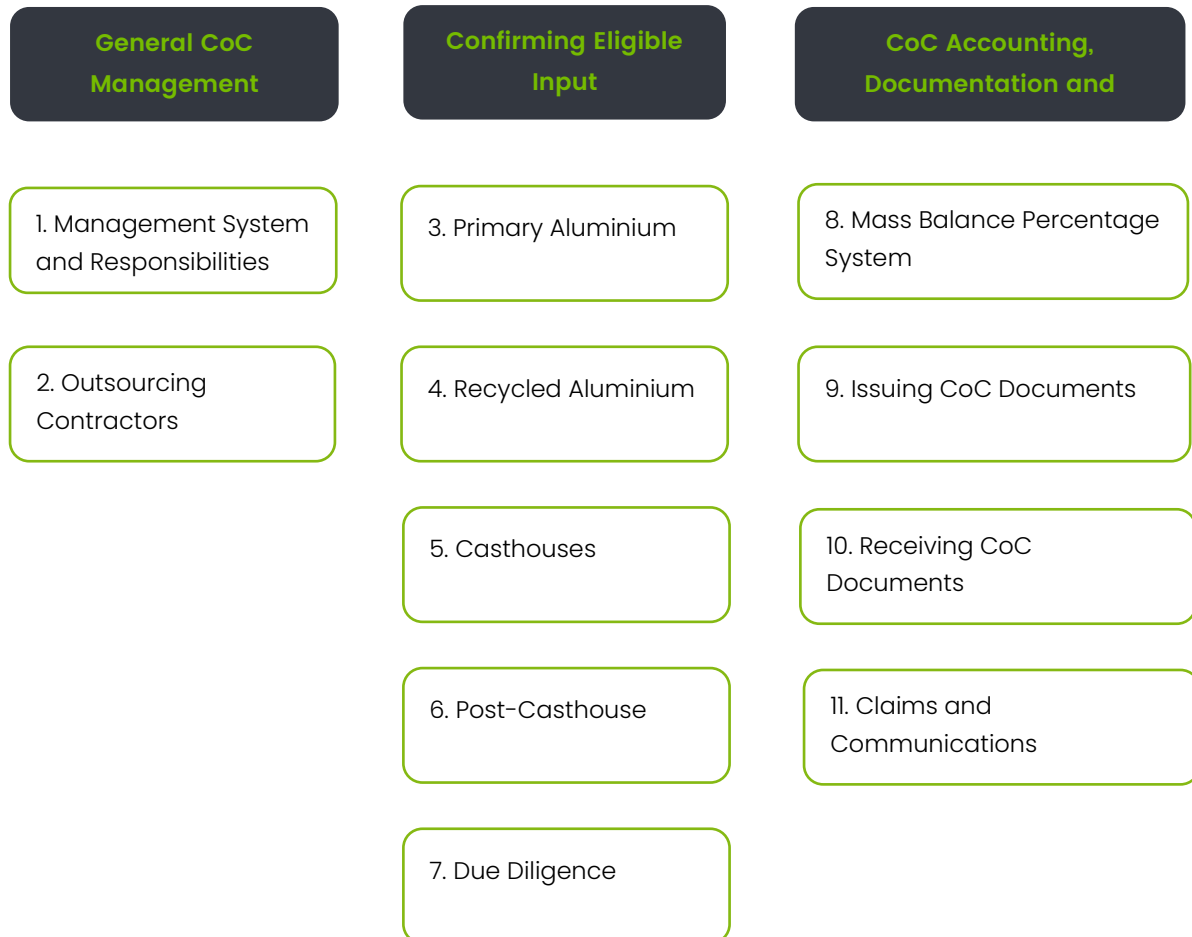 General CoC
Management
Confirming Eligible
Input
CoC Accounting,
Documentation and
1. Management System
and Responsibilities
2. Outsourcing
Contractors
3. Primary Aluminium
4. Recycled Aluminium
5. Casthouses
6. Post-Casthouse
7. Due Diligence
8. Mass Balance Percentage
System
9. Issuing CoC Documents
10. Receiving CoC
Documents
11. Claims and
Communications